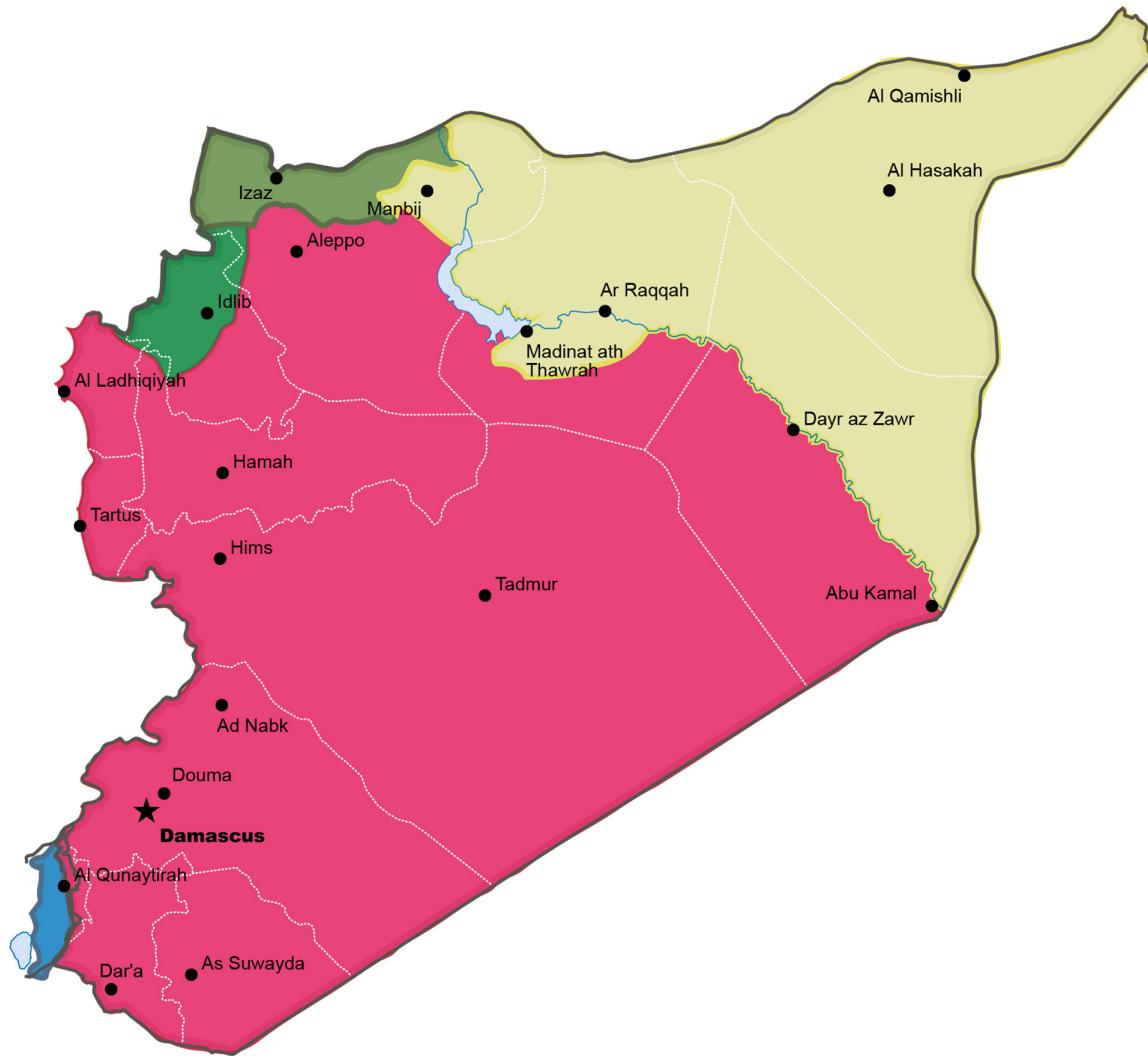 Al Qamishli
Al Hasakah
Izaz
Manbij
Aleppo
Ar Raqqah
Idlib
Madinat ath
Thawrah
Al Ladhiqiyah
Dayr az Zawr
Hamah
Tartus
Hims
Tadmur
Abu Kamal
Ad Nabk
Douma
Damascus
Al Qunaytirah
Dar'a
As Suwayda